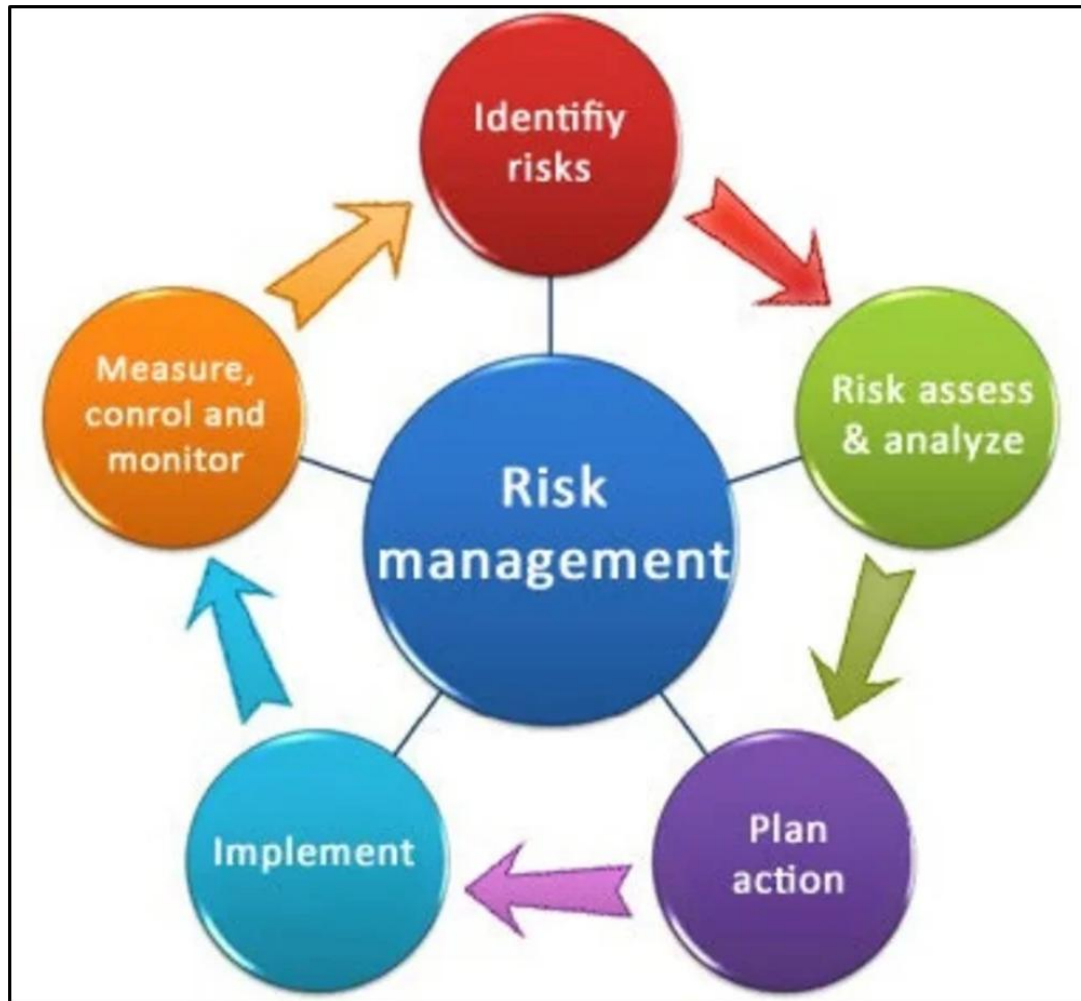 Identifiy
risks
Risk assess
& analyze
Plan
action
Implement
Measure,
conrol and
monitor
Risk
management